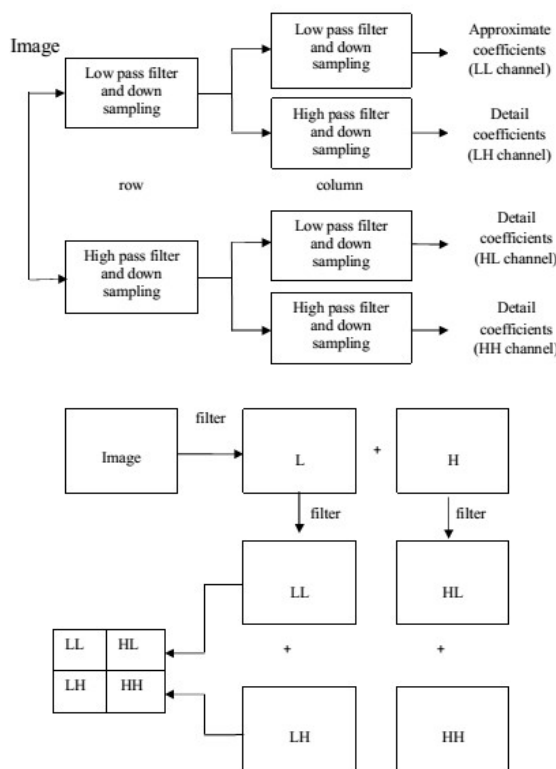 Image
Low pass filter
and down
sampling
Low pass filter
and down
sampling
Approximate
coefficients
(LL channel)
High pass filter
and down
sampling
Detail
coefficients
(LH channel)
row
column
High pass filter
and down
sampling
Low pass filter
and down
sampling
Detail
coefficients
(HL channel)
High pass filter
and down
sampling
Detail
coefficients
(HH channel)
Image
filter
L
+
H
filter
filter
LL
HL
LL HL
LH HH
+
+
LH
HH